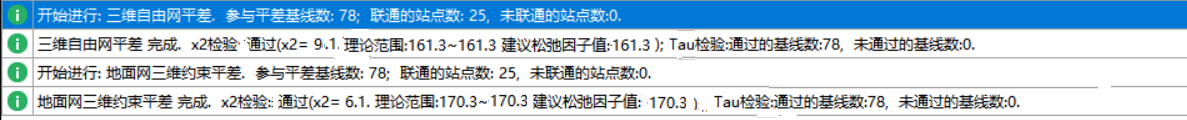 开始进行: 三维自由网平差. 参与平差基线数: 78; 联通的站点数: 25, 未联通的站点数:0.
三维自由网平差 完成. x2检验: 通过(x2= 9.1. 理论范围:161.3~161.3 建议松弛因子值:161.3 ); Tau检验:通过的基线数:78, 未通过的基线数:0.
开始进行: 地面网三维约束平差. 参与平差基线数: 78; 联通的站点数: 25, 未联通的站点数:0.
地面网三维约束平差 完成. x2检验:: 通过(x2= 6.1. 理论范围:170.3~170.3 建议松弛因子值: 170.3 ) . Tau检验:通过的基线数:78, 未通过的基线数:0.